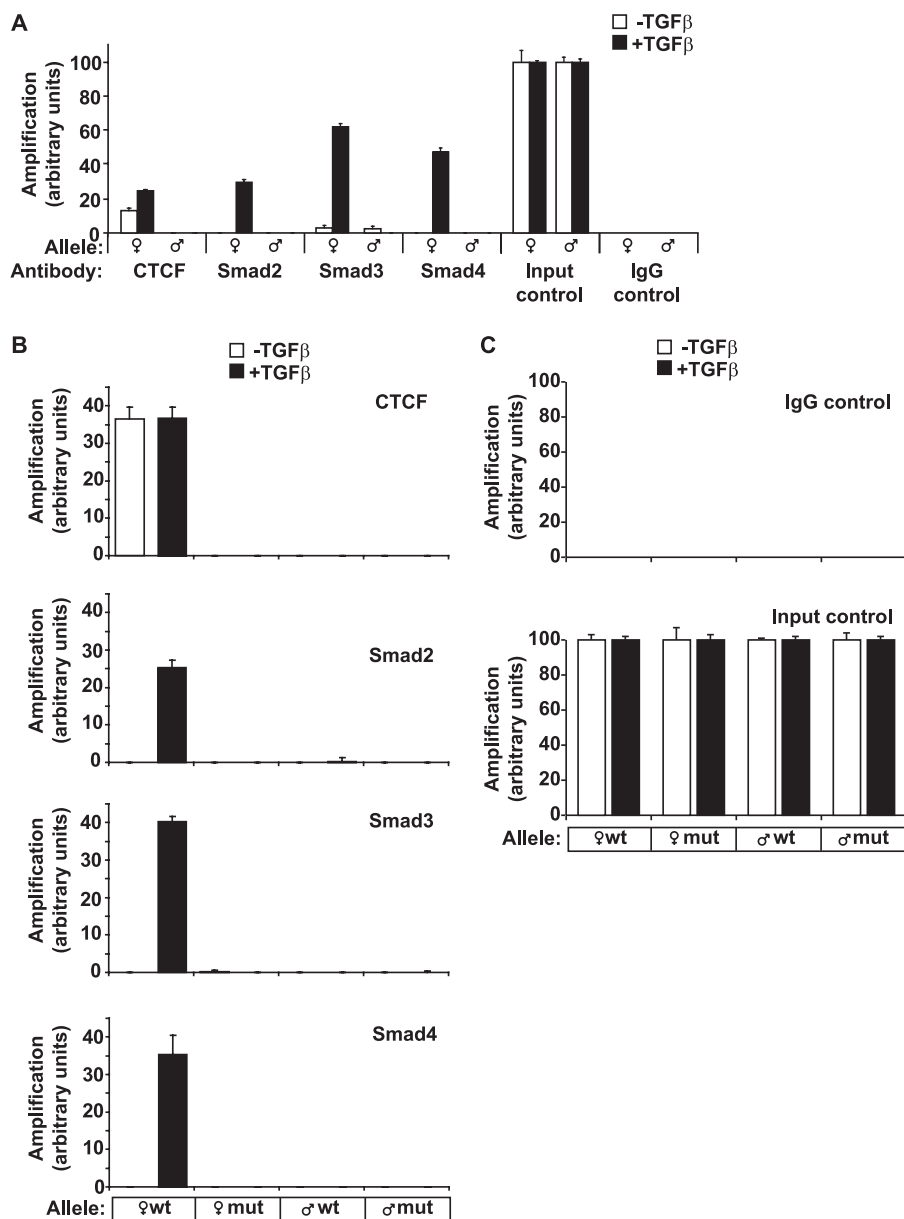 A
-TGFβ
+TGFβ
Amplification
(arbitrary units)
100
80
60
40
20
0
Allele: ♀ ♂ ♀ ♂ ♀ ♂ ♀ ♂ ♀ ♂ ♀ ♂
Antibody: CTCF Smad2 Smad3 Smad4 Input control IgG control
B
-TGFβ
+TGFβ
CTCF
Amplification
(arbitrary units)
40
30
20
10
0
Smad2
Amplification
(arbitrary units)
40
30
20
10
0
Smad3
Amplification
(arbitrary units)
40
30
20
10
0
Smad4
Amplification
(arbitrary units)
40
30
20
10
0
Allele: ♀wt ♀mut ♂wt ♂mut
C
-TGFβ
+TGFβ
IgG control
Amplification
(arbitrary units)
100
80
60
40
20
0
Input control
Amplification
(arbitrary units)
100
80
60
40
20
0
Allele: ♀wt ♀mut ♂wt ♂mut